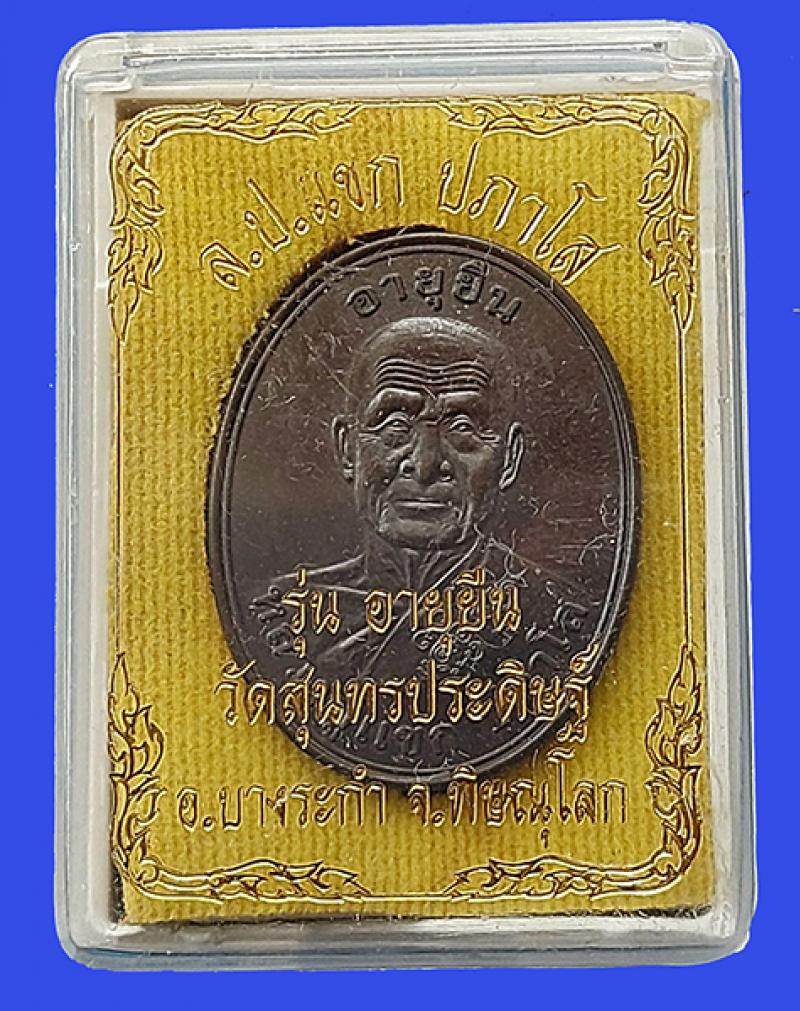 ล.ป.แขก ปภาโส
อายุยืน
รุ่น อายุยืน
วัดสุนทรประดิษฐ์
อ.บางระกำ จ.พิษณุโลก